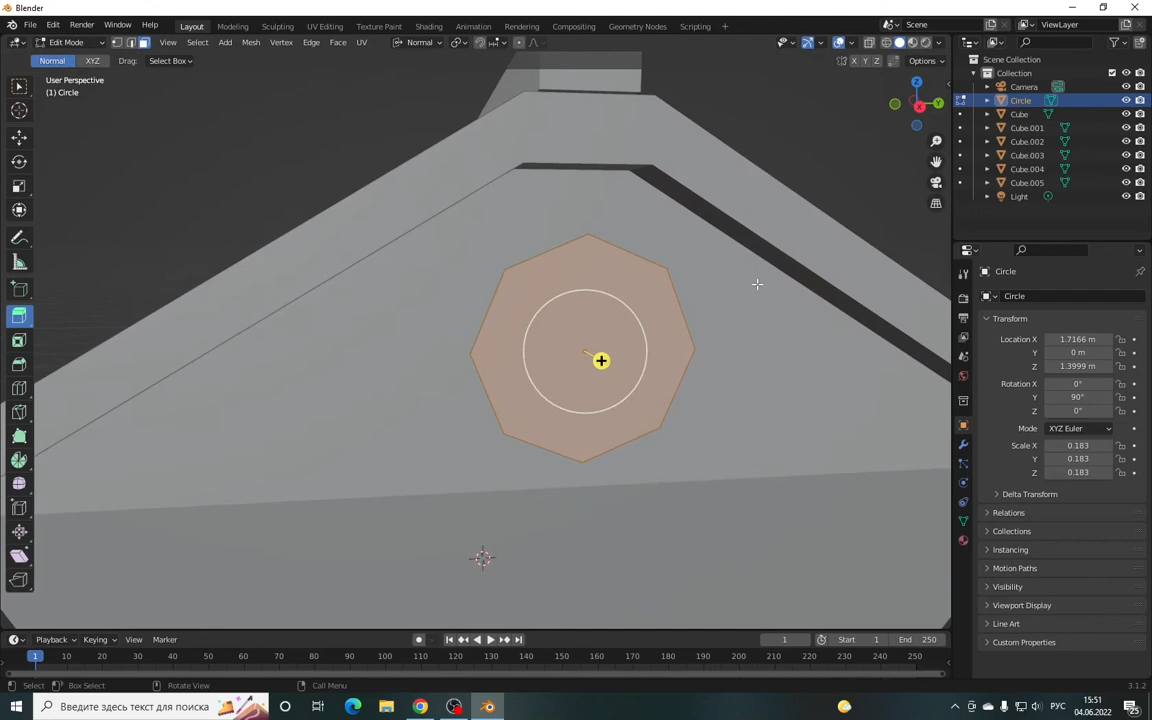 Blender
File Edit Render Window Help Layout Modeling Sculpting UV Editing Texture Paint Shading Animation Rendering Compositing Geometry Nodes Scripting + Scene ViewLayer
Edit Mode View Select Add Mesh Vertex Edge Face UV Normal
Normal XYZ Drag: Select Box X Y Z Options
User Perspective
(1) Circle
Z
Y
X
Scene Collection
Collection
Camera
Circle
Cube
Cube.001
Cube.002
Cube.003
Cube.004
Cube.005
Light
Circle
Circle
Transform
Location X 1.7166 m
Y 0 m
Z 1.3999 m
Rotation X 0°
Y 90°
Z 0°
Mode XYZ Euler
Scale X 0.183
Y 0.183
Z 0.183
Delta Transform
Relations
Collections
Instancing
Motion Paths
Visibility
Viewport Display
Line Art
Custom Properties
Playback Keying View Marker 1 Start 1 End 250
1 10 20 30 40 50 60 70 80 90 100 110 120 130 140 150 160 170 180 190 200 210 220 230 240 250
Select Box Select Rotate View Call Menu 3.1.2
Введите здесь текст для поиска РУС 15:51 04.06.2022 25